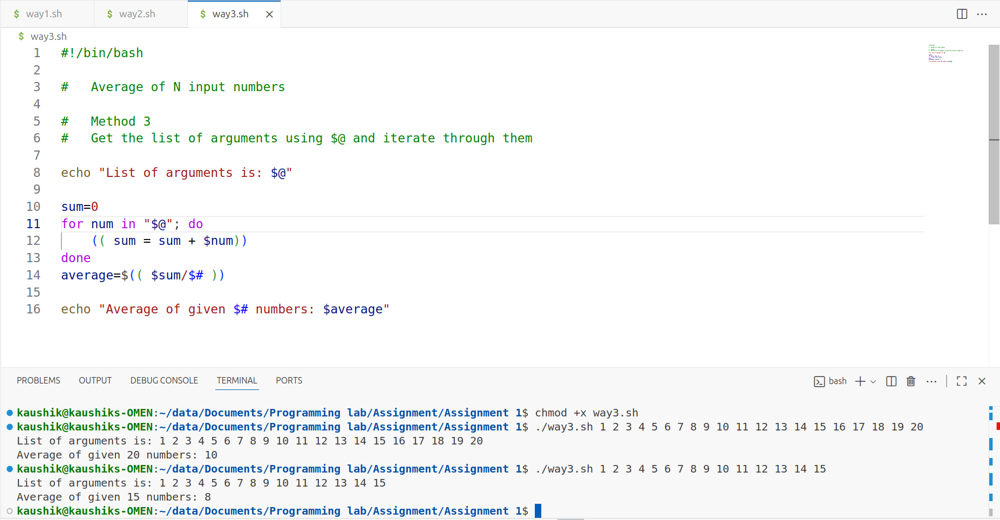 $ way1.sh $ way2.sh $ way3.sh
$ way3.sh
1 #!/bin/bash
2
3 #   Average of N input numbers
4
5 #   Method 3
6 #   Get the list of arguments using $@ and iterate through them
7
8 echo "List of arguments is: $@"
9
10 sum=0
11 for num in "$@"; do
12     (( sum = sum + $num))
13 done
14 average=$(( $sum/$# ))
15
16 echo "Average of given $# numbers: $average"
PROBLEMS OUTPUT DEBUG CONSOLE TERMINAL PORTS bash
kaushik@kaushiks-OMEN:~/data/Documents/Programming lab/Assignment/Assignment 1$ chmod +x way3.sh
kaushik@kaushiks-OMEN:~/data/Documents/Programming lab/Assignment/Assignment 1$ ./way3.sh 1 2 3 4 5 6 7 8 9 10 11 12 13 14 15 16 17 18 19 20
List of arguments is: 1 2 3 4 5 6 7 8 9 10 11 12 13 14 15 16 17 18 19 20
Average of given 20 numbers: 10
kaushik@kaushiks-OMEN:~/data/Documents/Programming lab/Assignment/Assignment 1$ ./way3.sh 1 2 3 4 5 6 7 8 9 10 11 12 13 14 15
List of arguments is: 1 2 3 4 5 6 7 8 9 10 11 12 13 14 15
Average of given 15 numbers: 8
kaushik@kaushiks-OMEN:~/data/Documents/Programming lab/Assignment/Assignment 1$